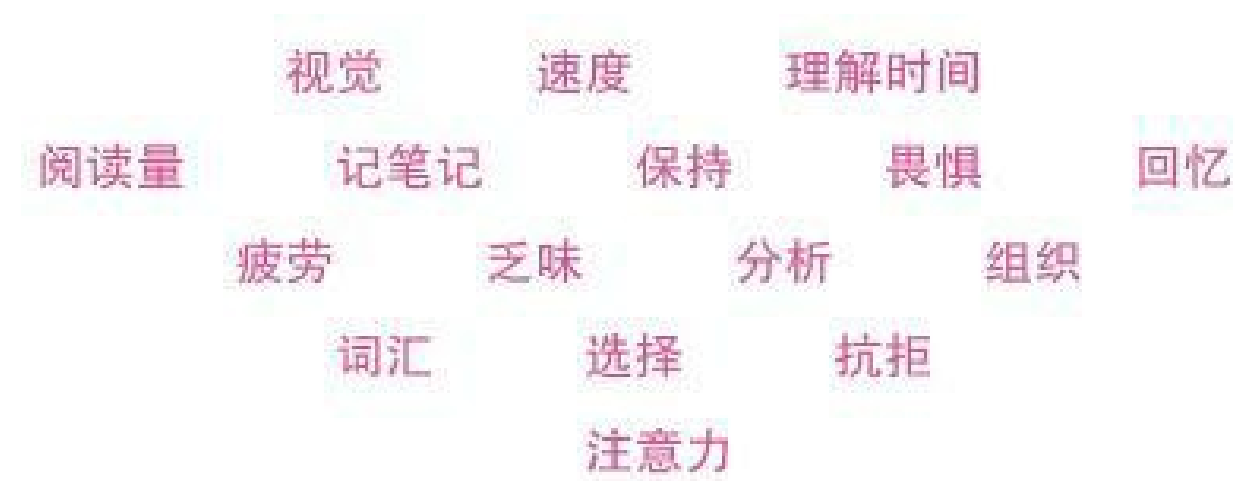 视觉 速度 理解时间
阅读量 记笔记 保持 畏惧 回忆
疲劳 乏味 分析 组织
词汇 选择 抗拒
注意力